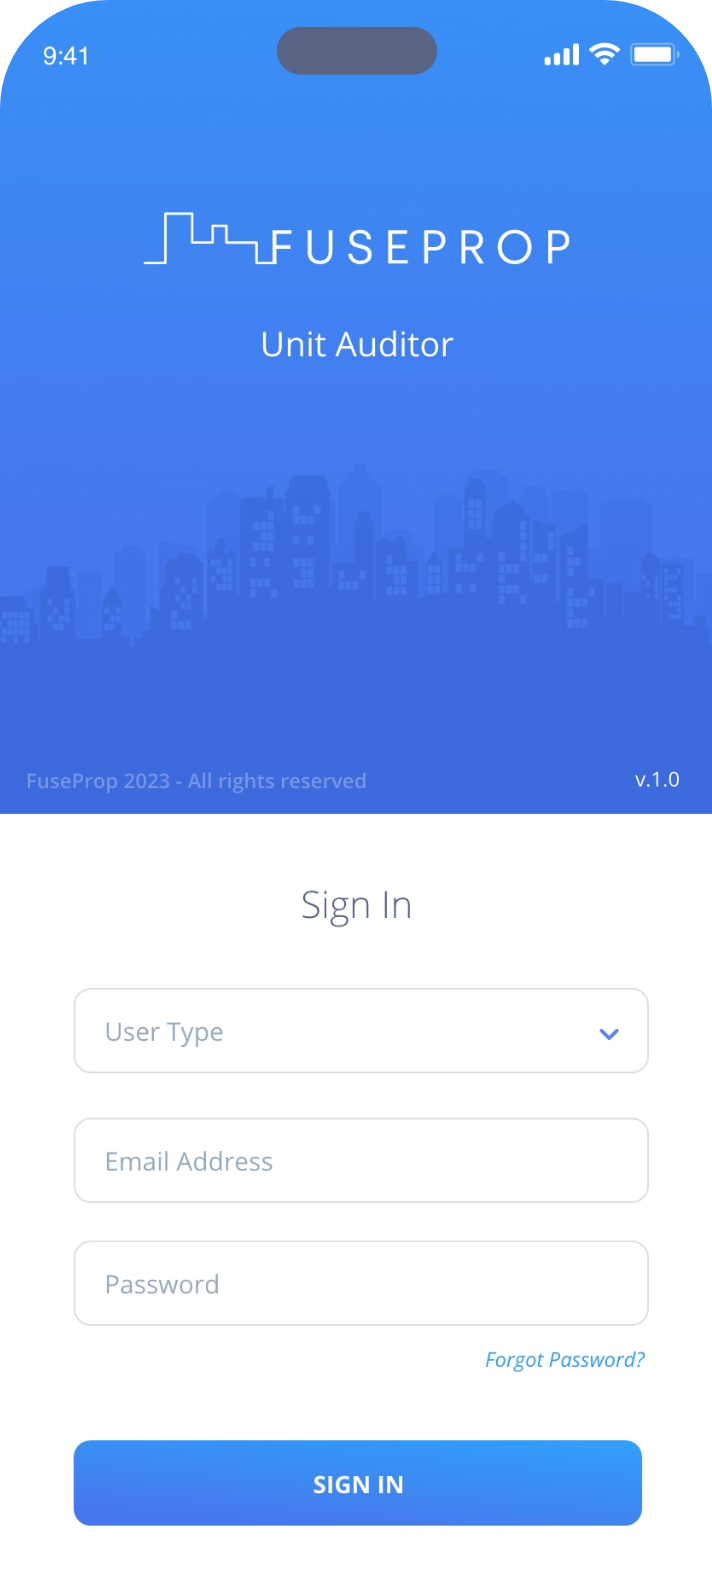 9:41
FUSEPROP
Unit Auditor
FuseProp 2023 - All rights reserved
v.1.0
Sign In
User Type
Email Address
Password
Forgot Password?
SIGN IN